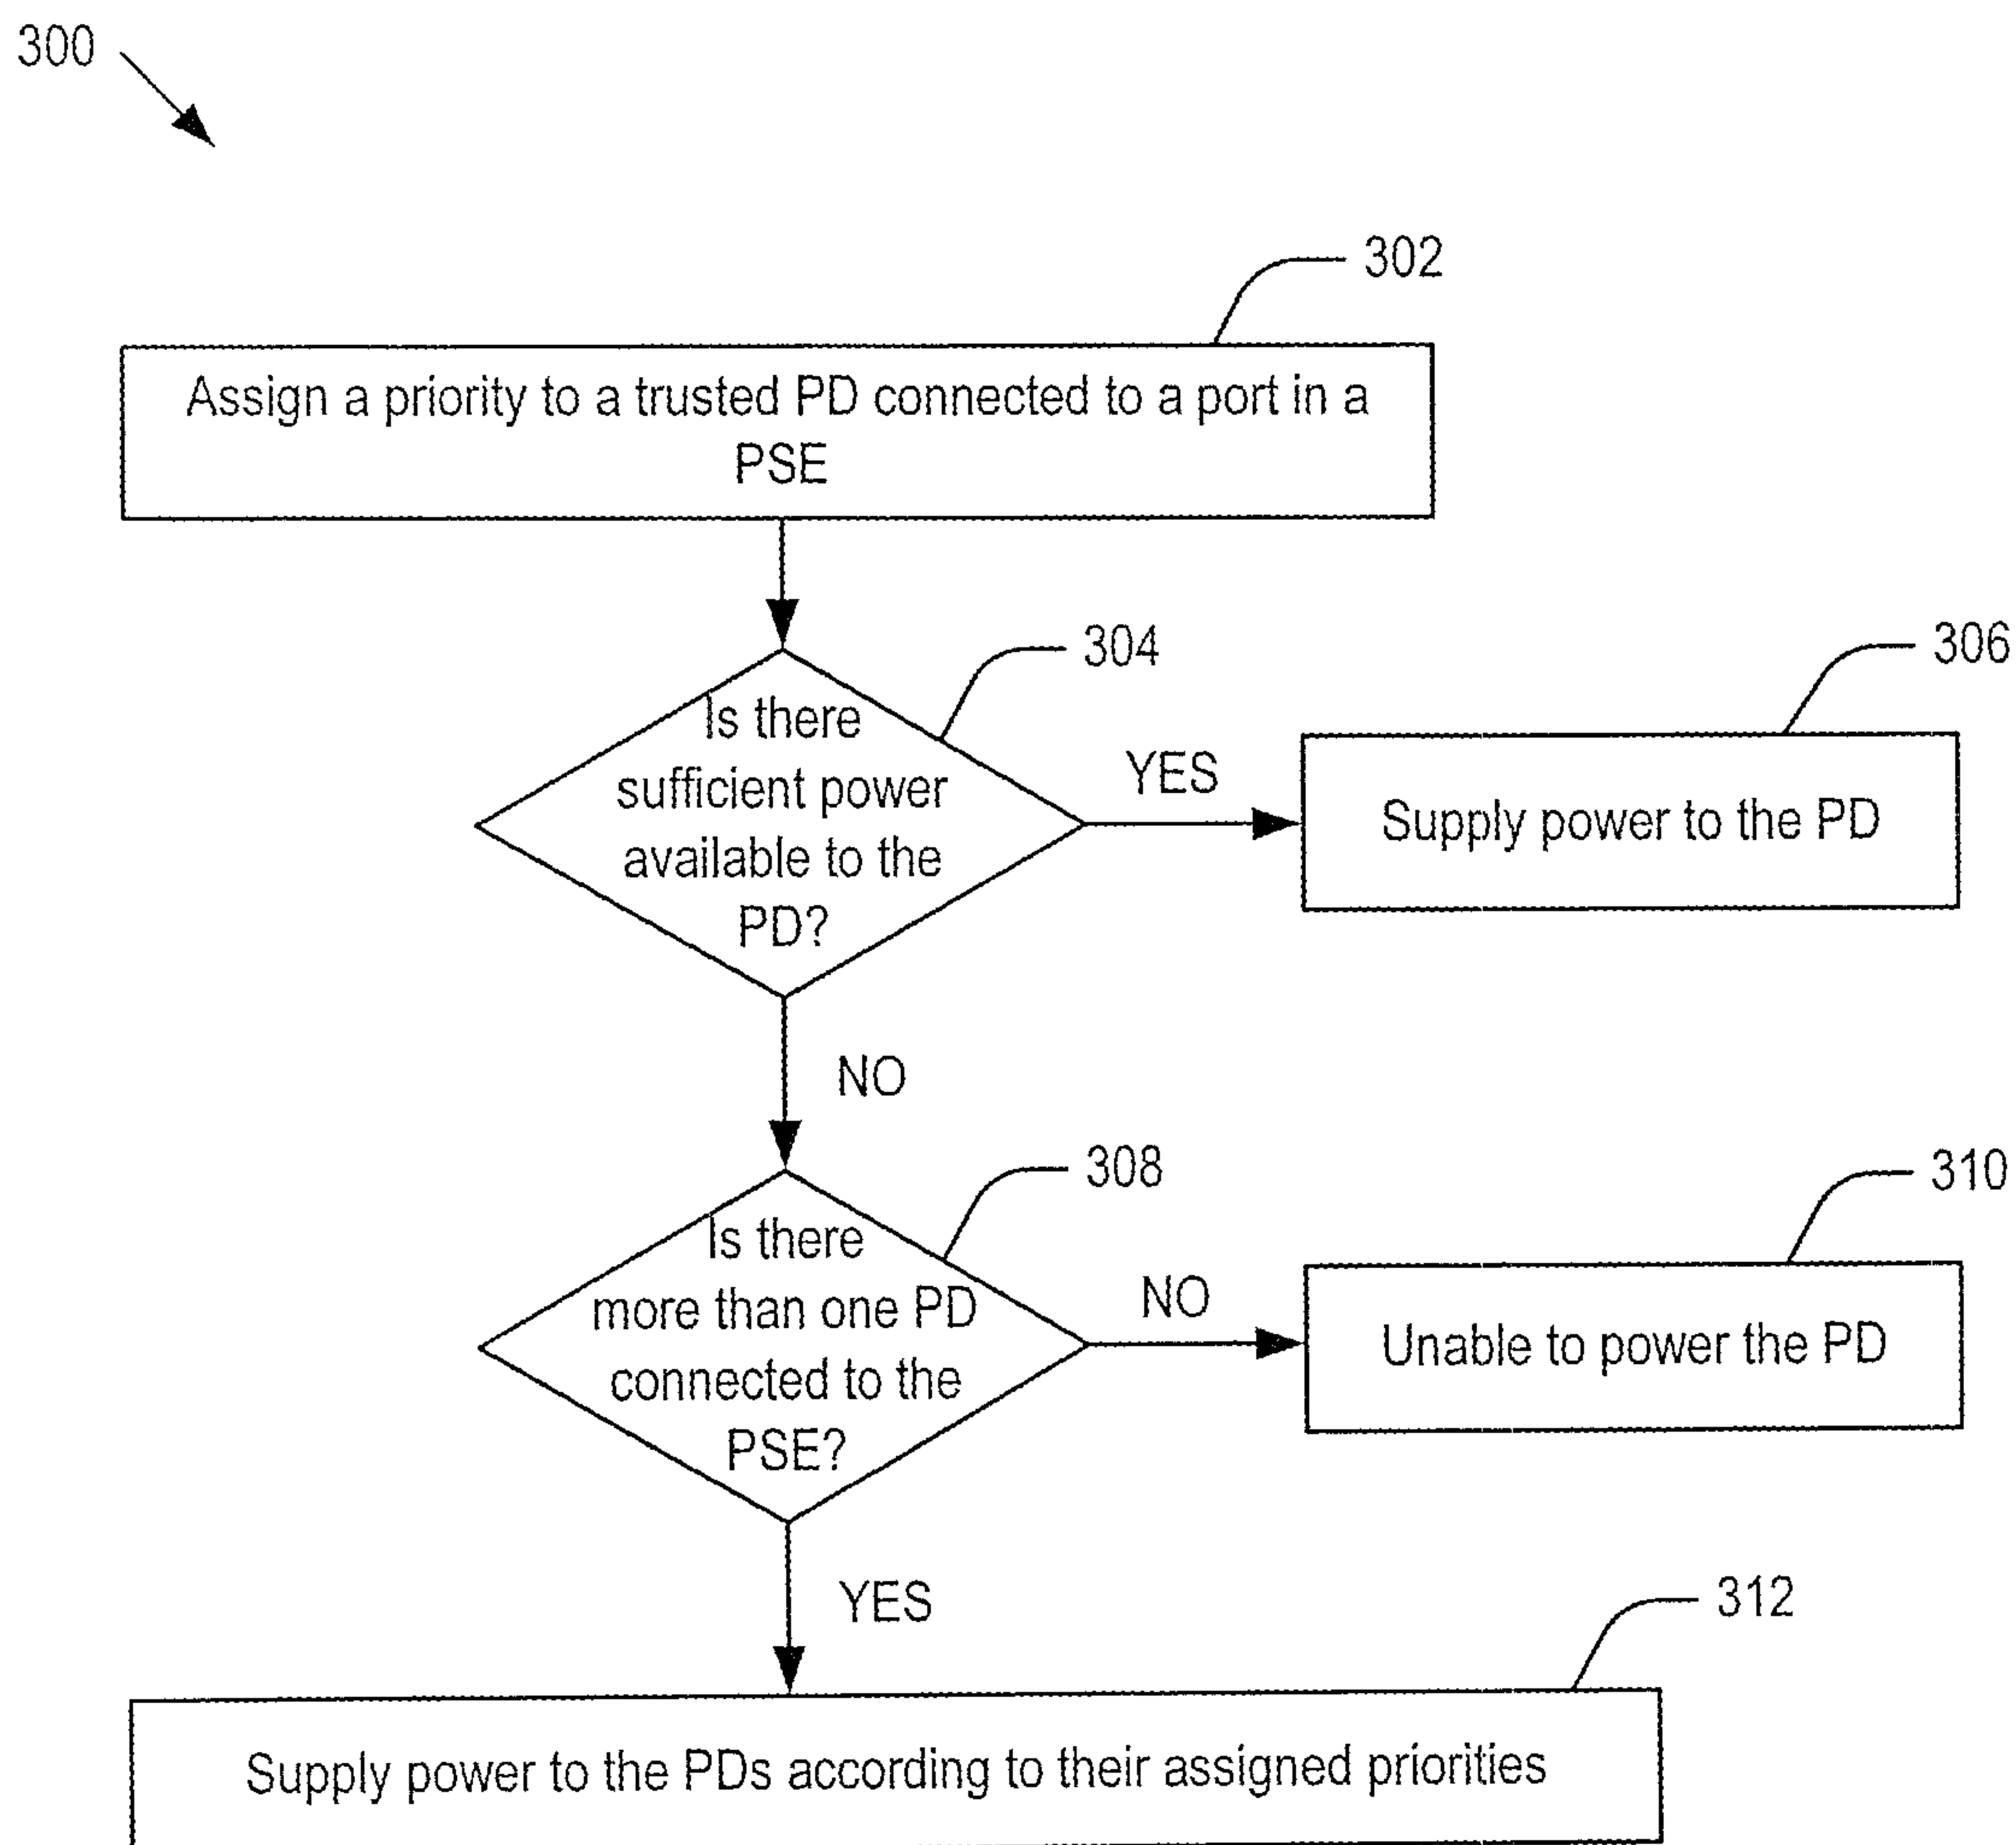 300
302
Assign a priority to a trusted PD connected to a port in a
PSE
304
306
Is there
sufficient power
available to the
PD?
YES
Supply power to the PD
NO
308
310
Is there
more than one PD
connected to the
PSE?
NO
Unable to power the PD
YES
312
Supply power to the PDs according to their assigned priorities